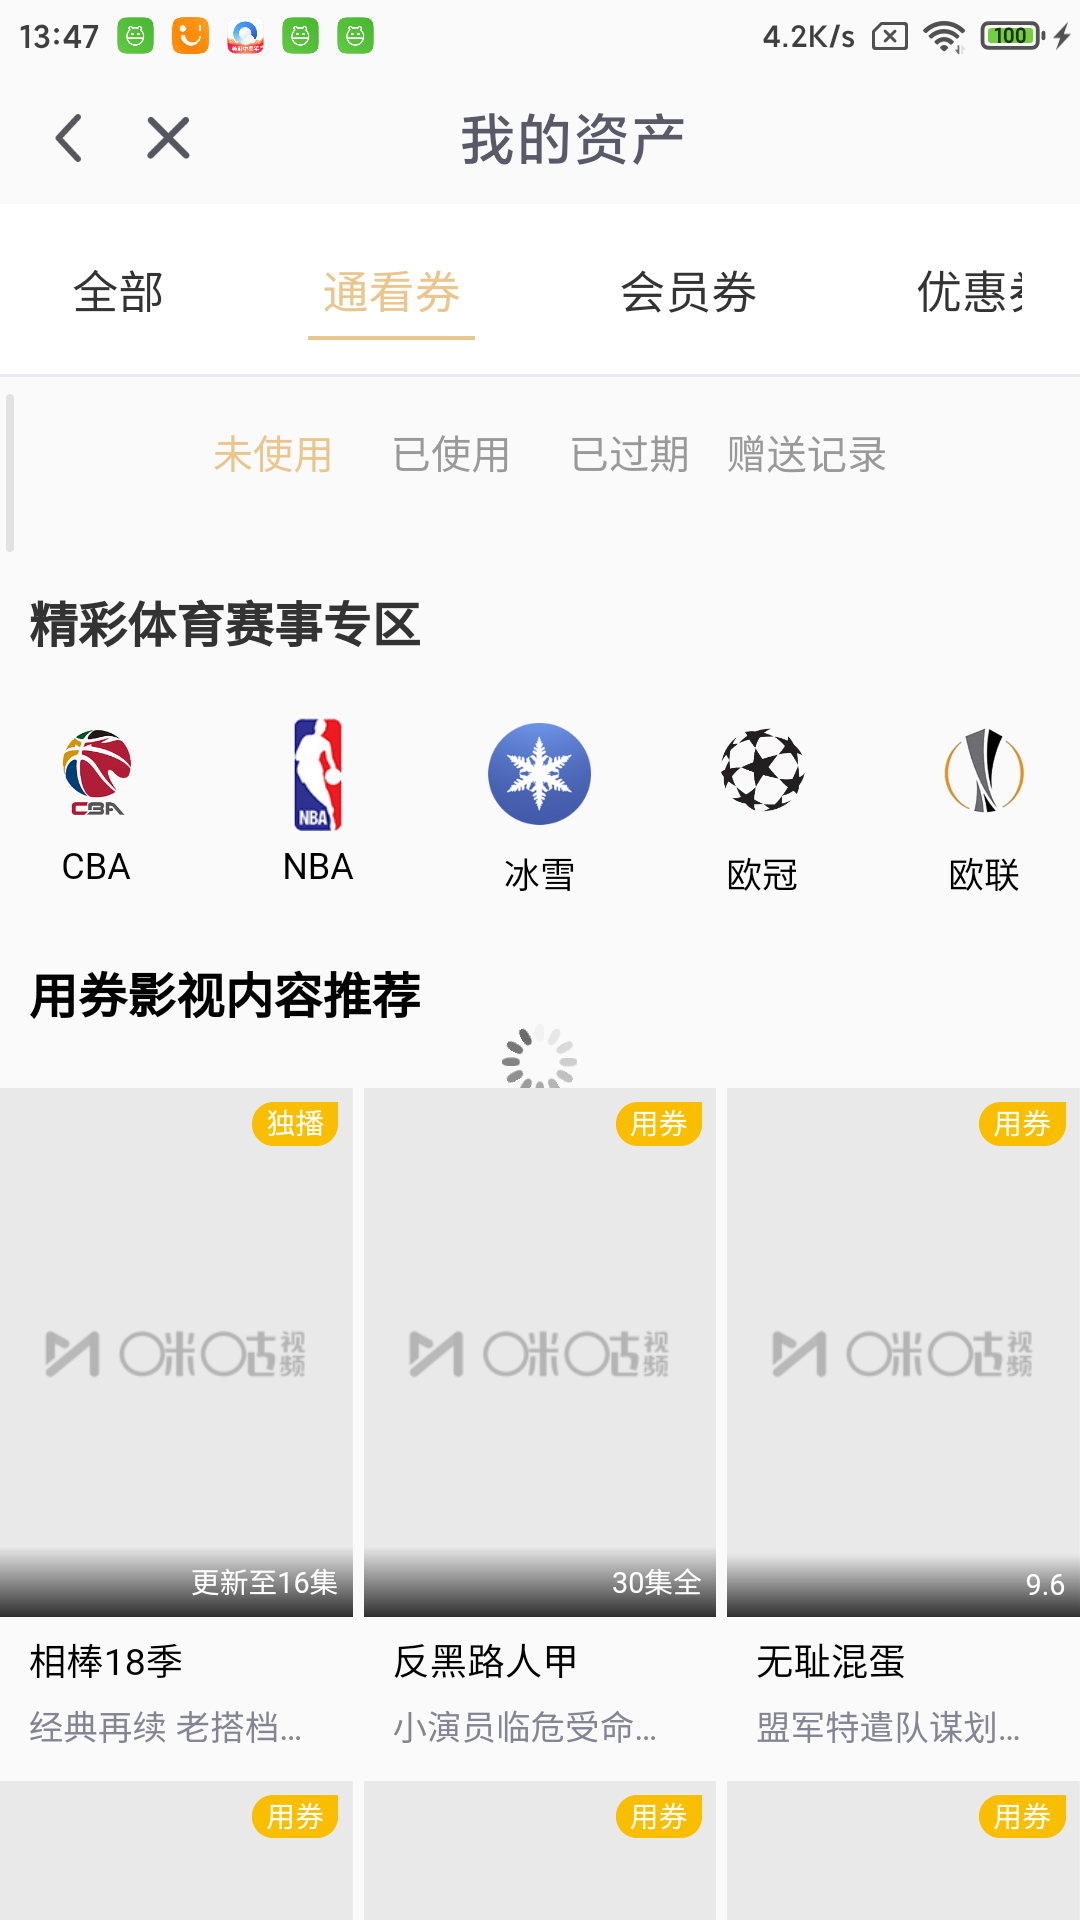 13:47
4.2K/s
100
我的资产
全部 通看券 会员券 优惠
未使用 已使用 已过期 赠送记录
精彩体育赛事专区
CBA
NBA
CBA NBA 冰雪 欧冠 欧联
用券影视内容推荐
独播 用券 用券
咪咕视频 咪咕视频 咪咕视频
更新至16集 30集全 9.6
相棒18季 反黑路人甲 无耻混蛋
经典再续 老搭档... 小演员临危受命... 盟军特遣队谋划...
用券 用券 用券